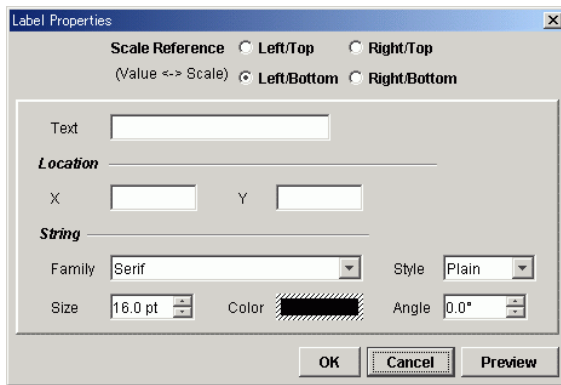 Label Properties
Scale Reference Left/Top Right/Top
(Value <-> Scale) Left/Bottom Right/Bottom
Text
Location
X Y
String
Family Serif Style Plain
Size 16.0 pt Color Angle 0.0°
OK Cancel Preview